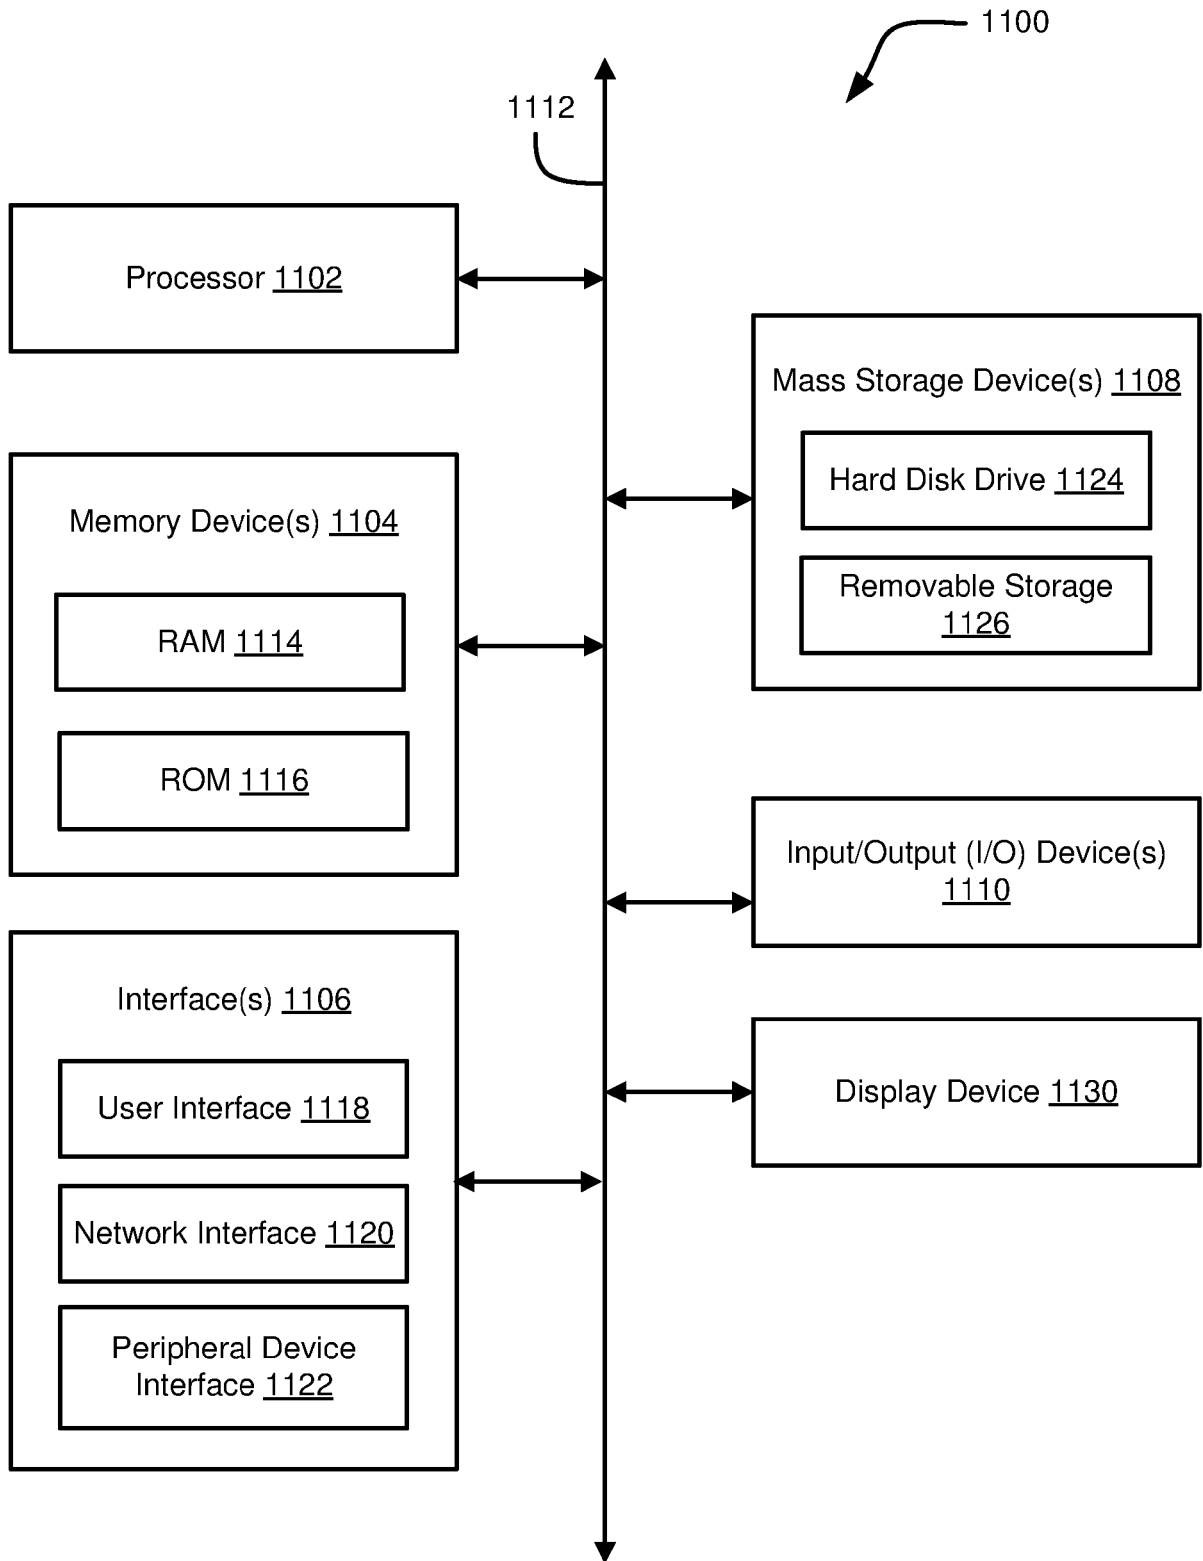 1100
1112
Processor 1102
Mass Storage Device(s) 1108
Hard Disk Drive 1124
Removable Storage
1126
Memory Device(s) 1104
RAM 1114
ROM 1116
Input/Output (I/O) Device(s)
1110
Interface(s) 1106
User Interface 1118
Network Interface 1120
Peripheral Device
Interface 1122
Display Device 1130